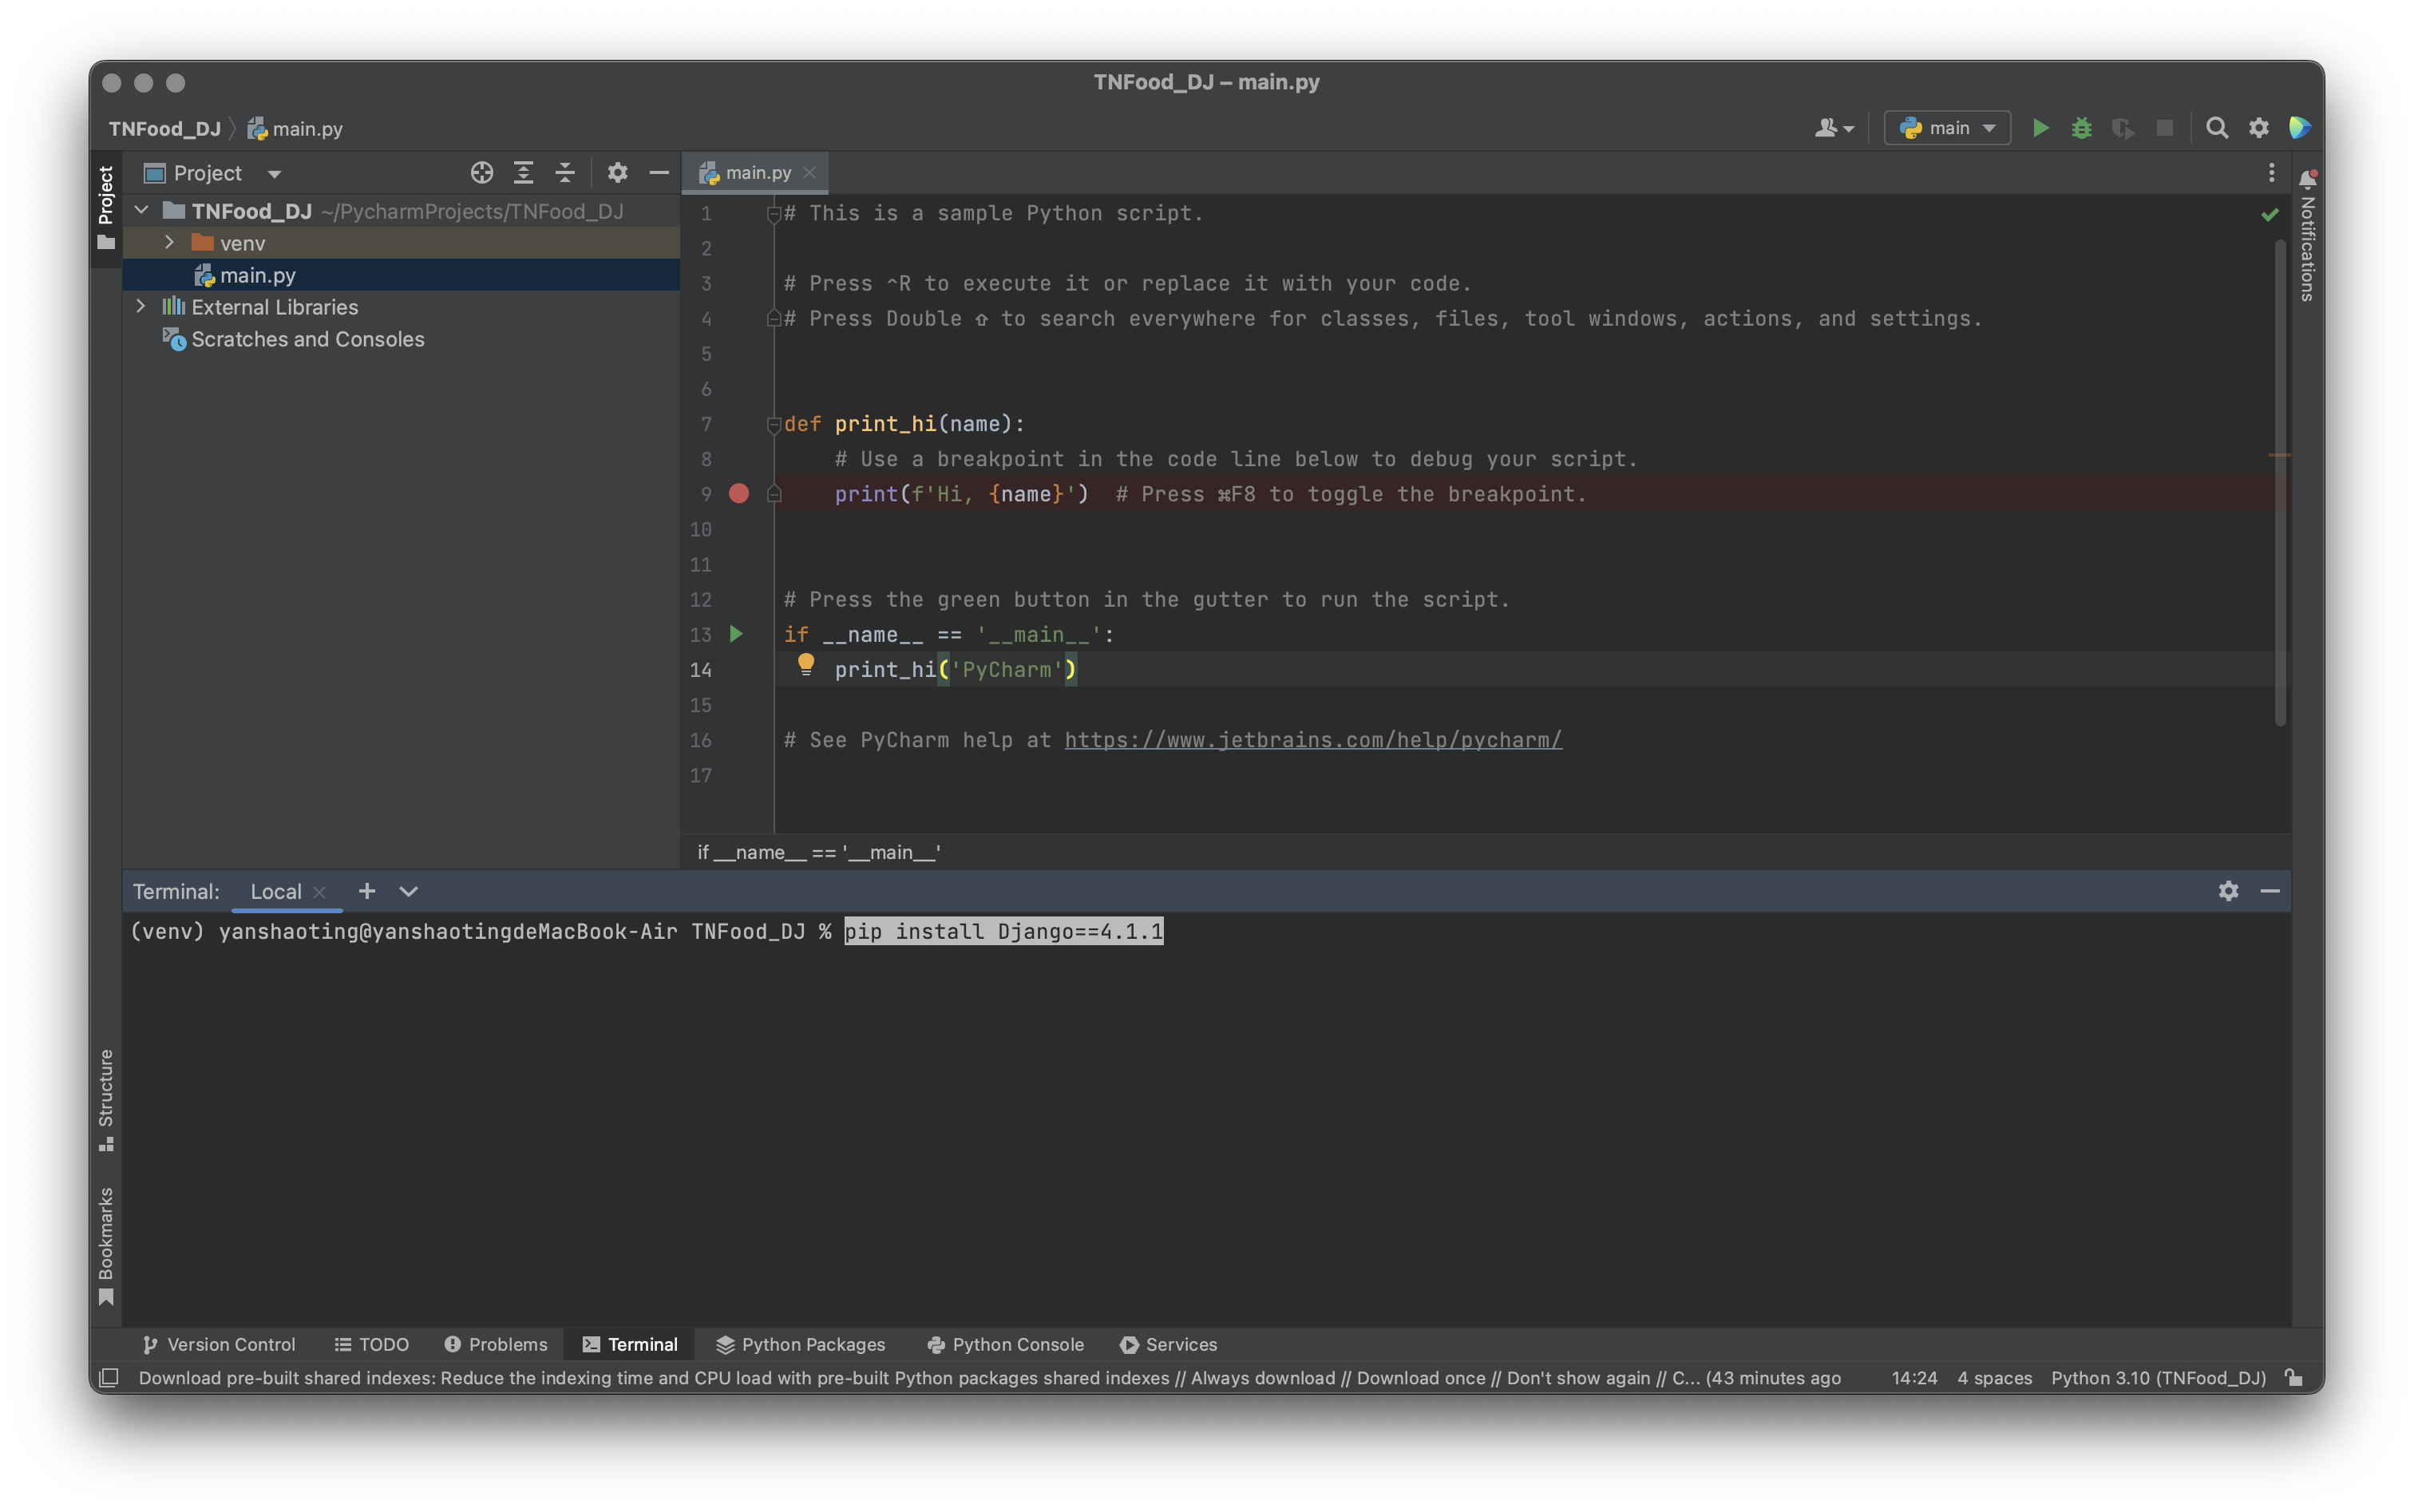 TNFood_DJ – main.py
TNFood_DJ main.py
main
Project
Project
main.py
Notifications
TNFood_DJ ~/PycharmProjects/TNFood_DJ
venv
main.py
External Libraries
Scratches and Consoles
1 # This is a sample Python script.
2
3 # Press ^R to execute it or replace it with your code.
4 # Press Double ⇧ to search everywhere for classes, files, tool windows, actions, and settings.
5
6
7 def print_hi(name):
8 # Use a breakpoint in the code line below to debug your script.
9 print(f'Hi, {name}') # Press ⌘F8 to toggle the breakpoint.
10
11
12 # Press the green button in the gutter to run the script.
13 if __name__ == '__main__':
14 print_hi('PyCharm')
15
16 # See PyCharm help at https://www.jetbrains.com/help/pycharm/
17
if __name__ == '__main__'
Terminal: Local
(venv) yanshaoting@yanshaotingdeMacBook-Air TNFood_DJ % pip install Django==4.1.1
Structure
Bookmarks
Version Control TODO Problems Terminal Python Packages Python Console Services
Download pre-built shared indexes: Reduce the indexing time and CPU load with pre-built Python packages shared indexes // Always download // Download once // Don't show again // C... (43 minutes ago 14:24 4 spaces Python 3.10 (TNFood_DJ)